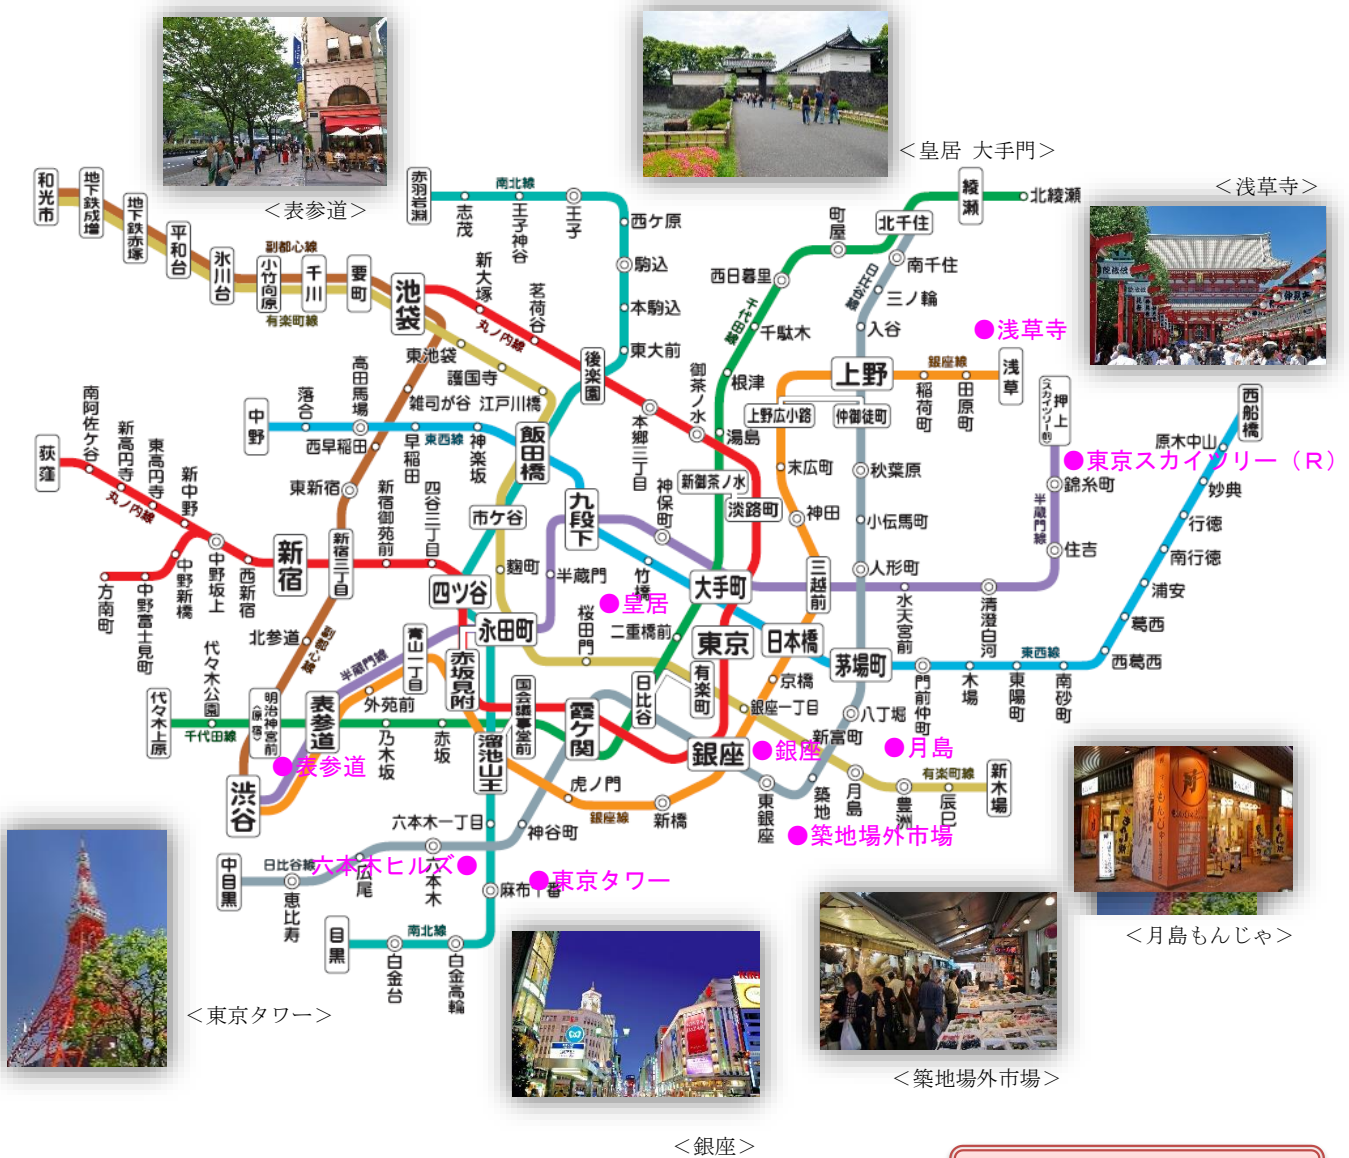 ＜表参道＞
＜皇居 大手門＞
＜浅草寺＞
和光市
地下鉄成増
地下鉄赤塚
平和台
氷川台
副都心線
小竹向原
千川
要町
有楽町線
池袋
赤羽岩淵
南北線
志茂
王子神谷
王子
西ケ原
駒込
本駒込
東大前
新大塚
茗荷谷
丸ノ内線
後楽園
綾瀬
北綾瀬
北千住
町屋
西日暮里
千代田線
千駄木
根津
湯島
日比谷線
南千住
三ノ輪
入谷
●浅草寺
上野
銀座線
稲荷町
田原町
浅草
押上
〈スカイツリー前〉
西船橋
原木中山
妙典
行徳
南行徳
浦安
葛西
西葛西
東池袋
護国寺
雑司が谷
江戸川橋
高田馬場
落合
中野
西早稲田
早稲田
東西線
神楽坂
飯田橋
南阿佐ケ谷
新高円寺
東高円寺
新中野
荻窪
丸ノ内線
東新宿
新宿御苑前
四谷三丁目
市ケ谷
九段下
本郷三丁目
御茶ノ水
神保町
新御茶ノ水
淡路町
上野広小路
仲御徒町
末広町
秋葉原
神田
小伝馬町
●東京スカイツリー（R）
錦糸町
半蔵門線
住吉
新宿
新宿三丁目
中野坂上
西新宿
中野新橋
中野富士見町
方南町
四ツ谷
麹町
半蔵門
竹橋
大手町
三越前
人形町
水天宮前
清澄白河
●皇居
桜田門
二重橋前
永田町
北参道
副都心線
半蔵門線
青山一丁目
赤坂見附
東京
日本橋
茅場町
東西線
門前仲町
木場
東陽町
南砂町
代々木公園
代々木上原
千代田線
明治神宮前
〈原宿〉
表参道
外苑前
乃木坂
赤坂
国会議事堂前
溜池山王
霞ケ関
日比谷
有楽町
京橋
銀座一丁目
八丁堀
新富町
●月島
●銀座
銀座
●表参道
渋谷
虎ノ門
銀座線
新橋
東銀座
築地
月島
豊洲
有楽町線
辰巳
新木場
六本木一丁目
神谷町
●築地場外市場
中目黒
日比谷線
恵比寿
広尾
六本木
六本木ヒルズ●
麻布十番
●東京タワー
目黒
南北線
白金台
白金高輪
＜月島もんじゃ＞
＜東京タワー＞
＜築地場外市場＞
＜銀座＞